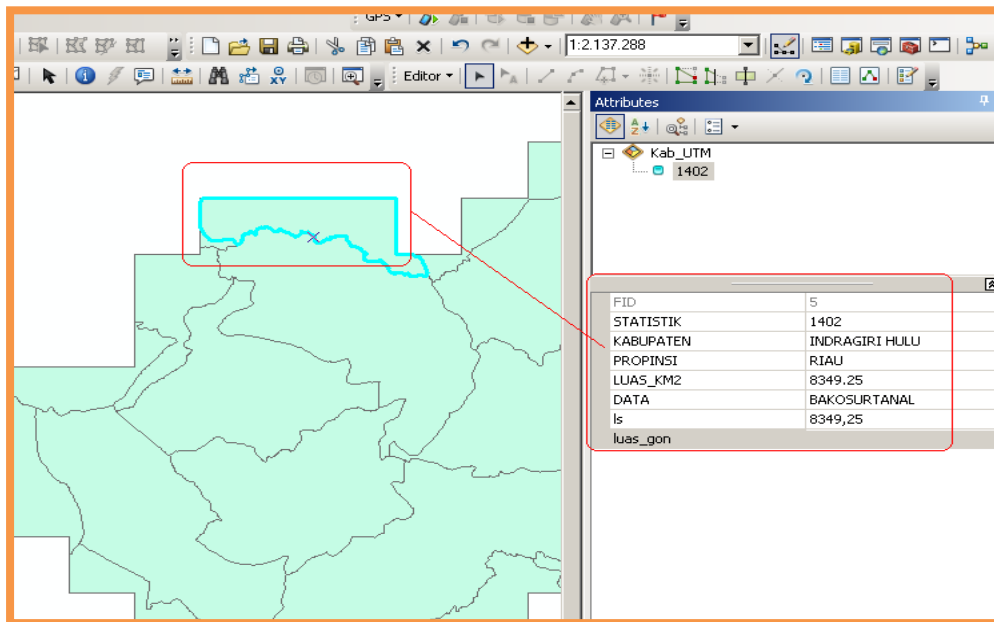 GPS
1:2.137.288
Editor
Attributes
Kab_UTM
1402
FID 5
STATISTIK 1402
KABUPATEN INDRAGIRI HULU
PROPINSI RIAU
LUAS_KM2 8349.25
DATA BAKOSURTANAL
ls 8349,25
luas_gon